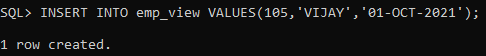 SQL> INSERT INTO emp_view VALUES(105,'VIJAY','01-OCT-2021');
1 row created.